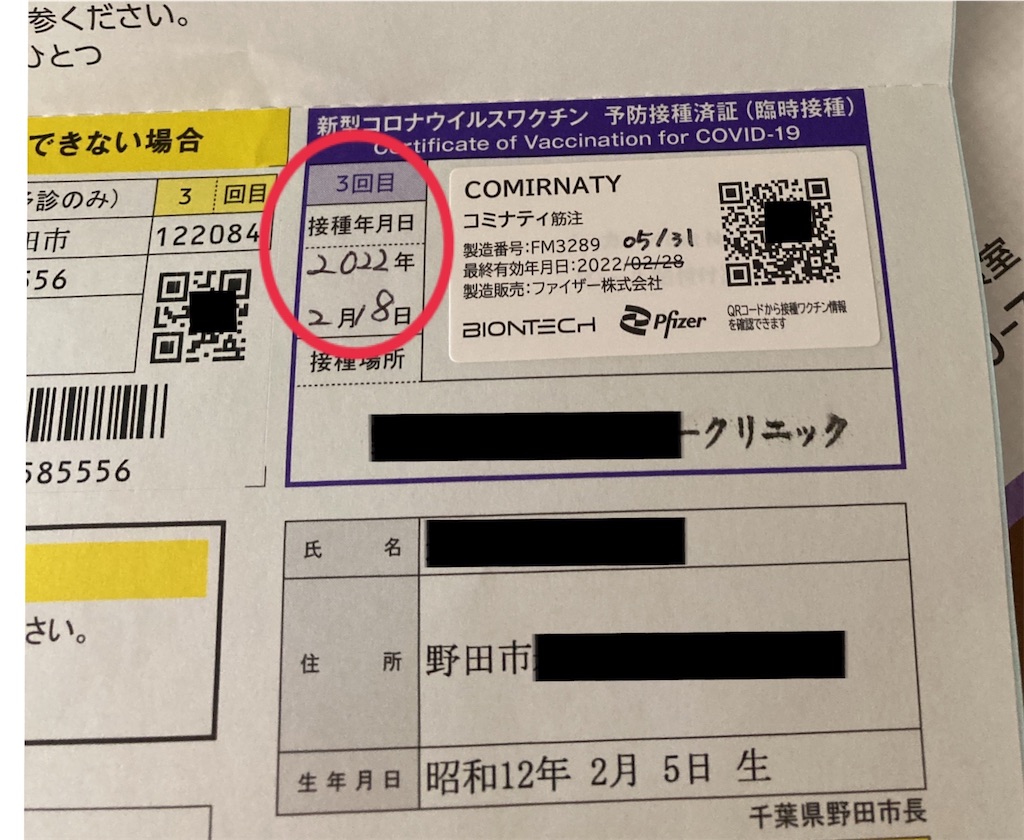 参ください。
ひとつ
できない場合
予診のみ)
3 回目
田市
122084
556
585556
さい。
新型コロナウイルスワクチン 予防接種済証(臨時接種)
Certificate of Vaccination for COVID-19
3回目
接種年月日
2022年
2月18日
接種場所
COMIRNATY
コミナティ筋注
製造番号:FM3289 05/31
最終有効年月日:2022/02/28
製造販売:ファイザー株式会社
BIONTECH Pfizer
QRコードから接種ワクチン情報
を確認できます
ークリニック
氏 名
住 所 野田市
生年月日 昭和12年 2月 5日 生
千葉県野田市長
室